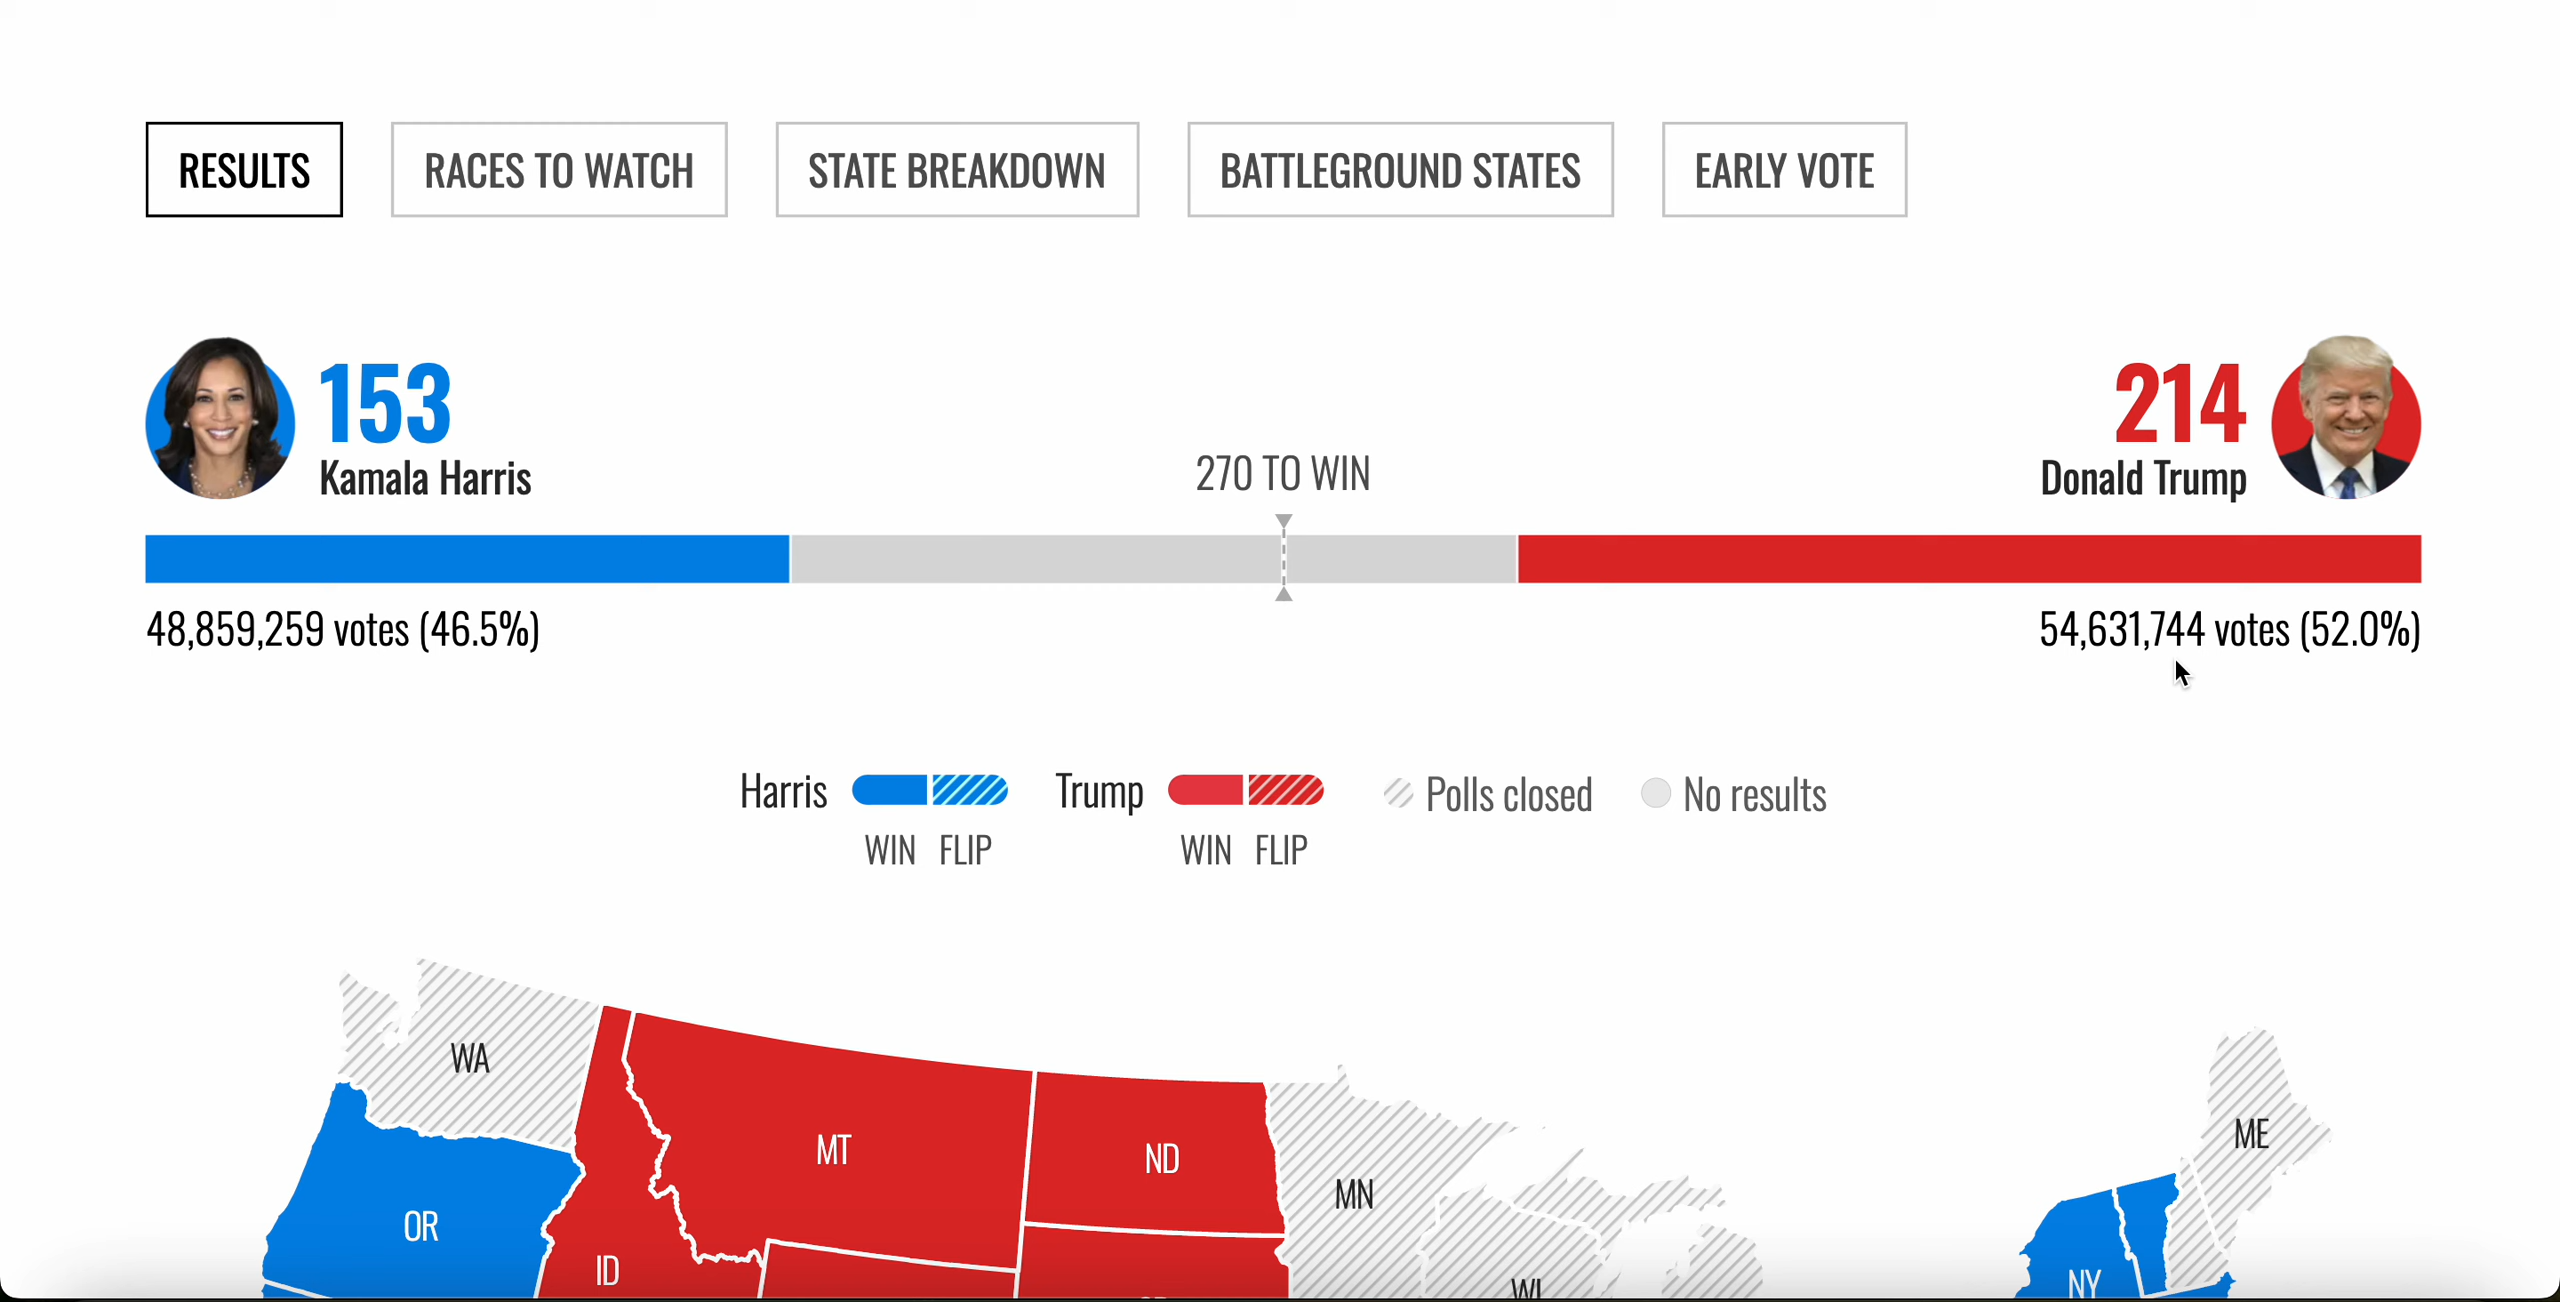 RESULTS
RACES TO WATCH
STATE BREAKDOWN
BATTLEGROUND STATES
EARLY VOTE
153
Kamala Harris
270 TO WIN
214
Donald Trump
48,859,259 votes (46.5%)
54,631,744 votes (52.0%)
Harris
WIN FLIP
Trump
WIN FLIP
Polls closed
No results
WA
MT
ND
MN
ME
OR
ID
WI
NY